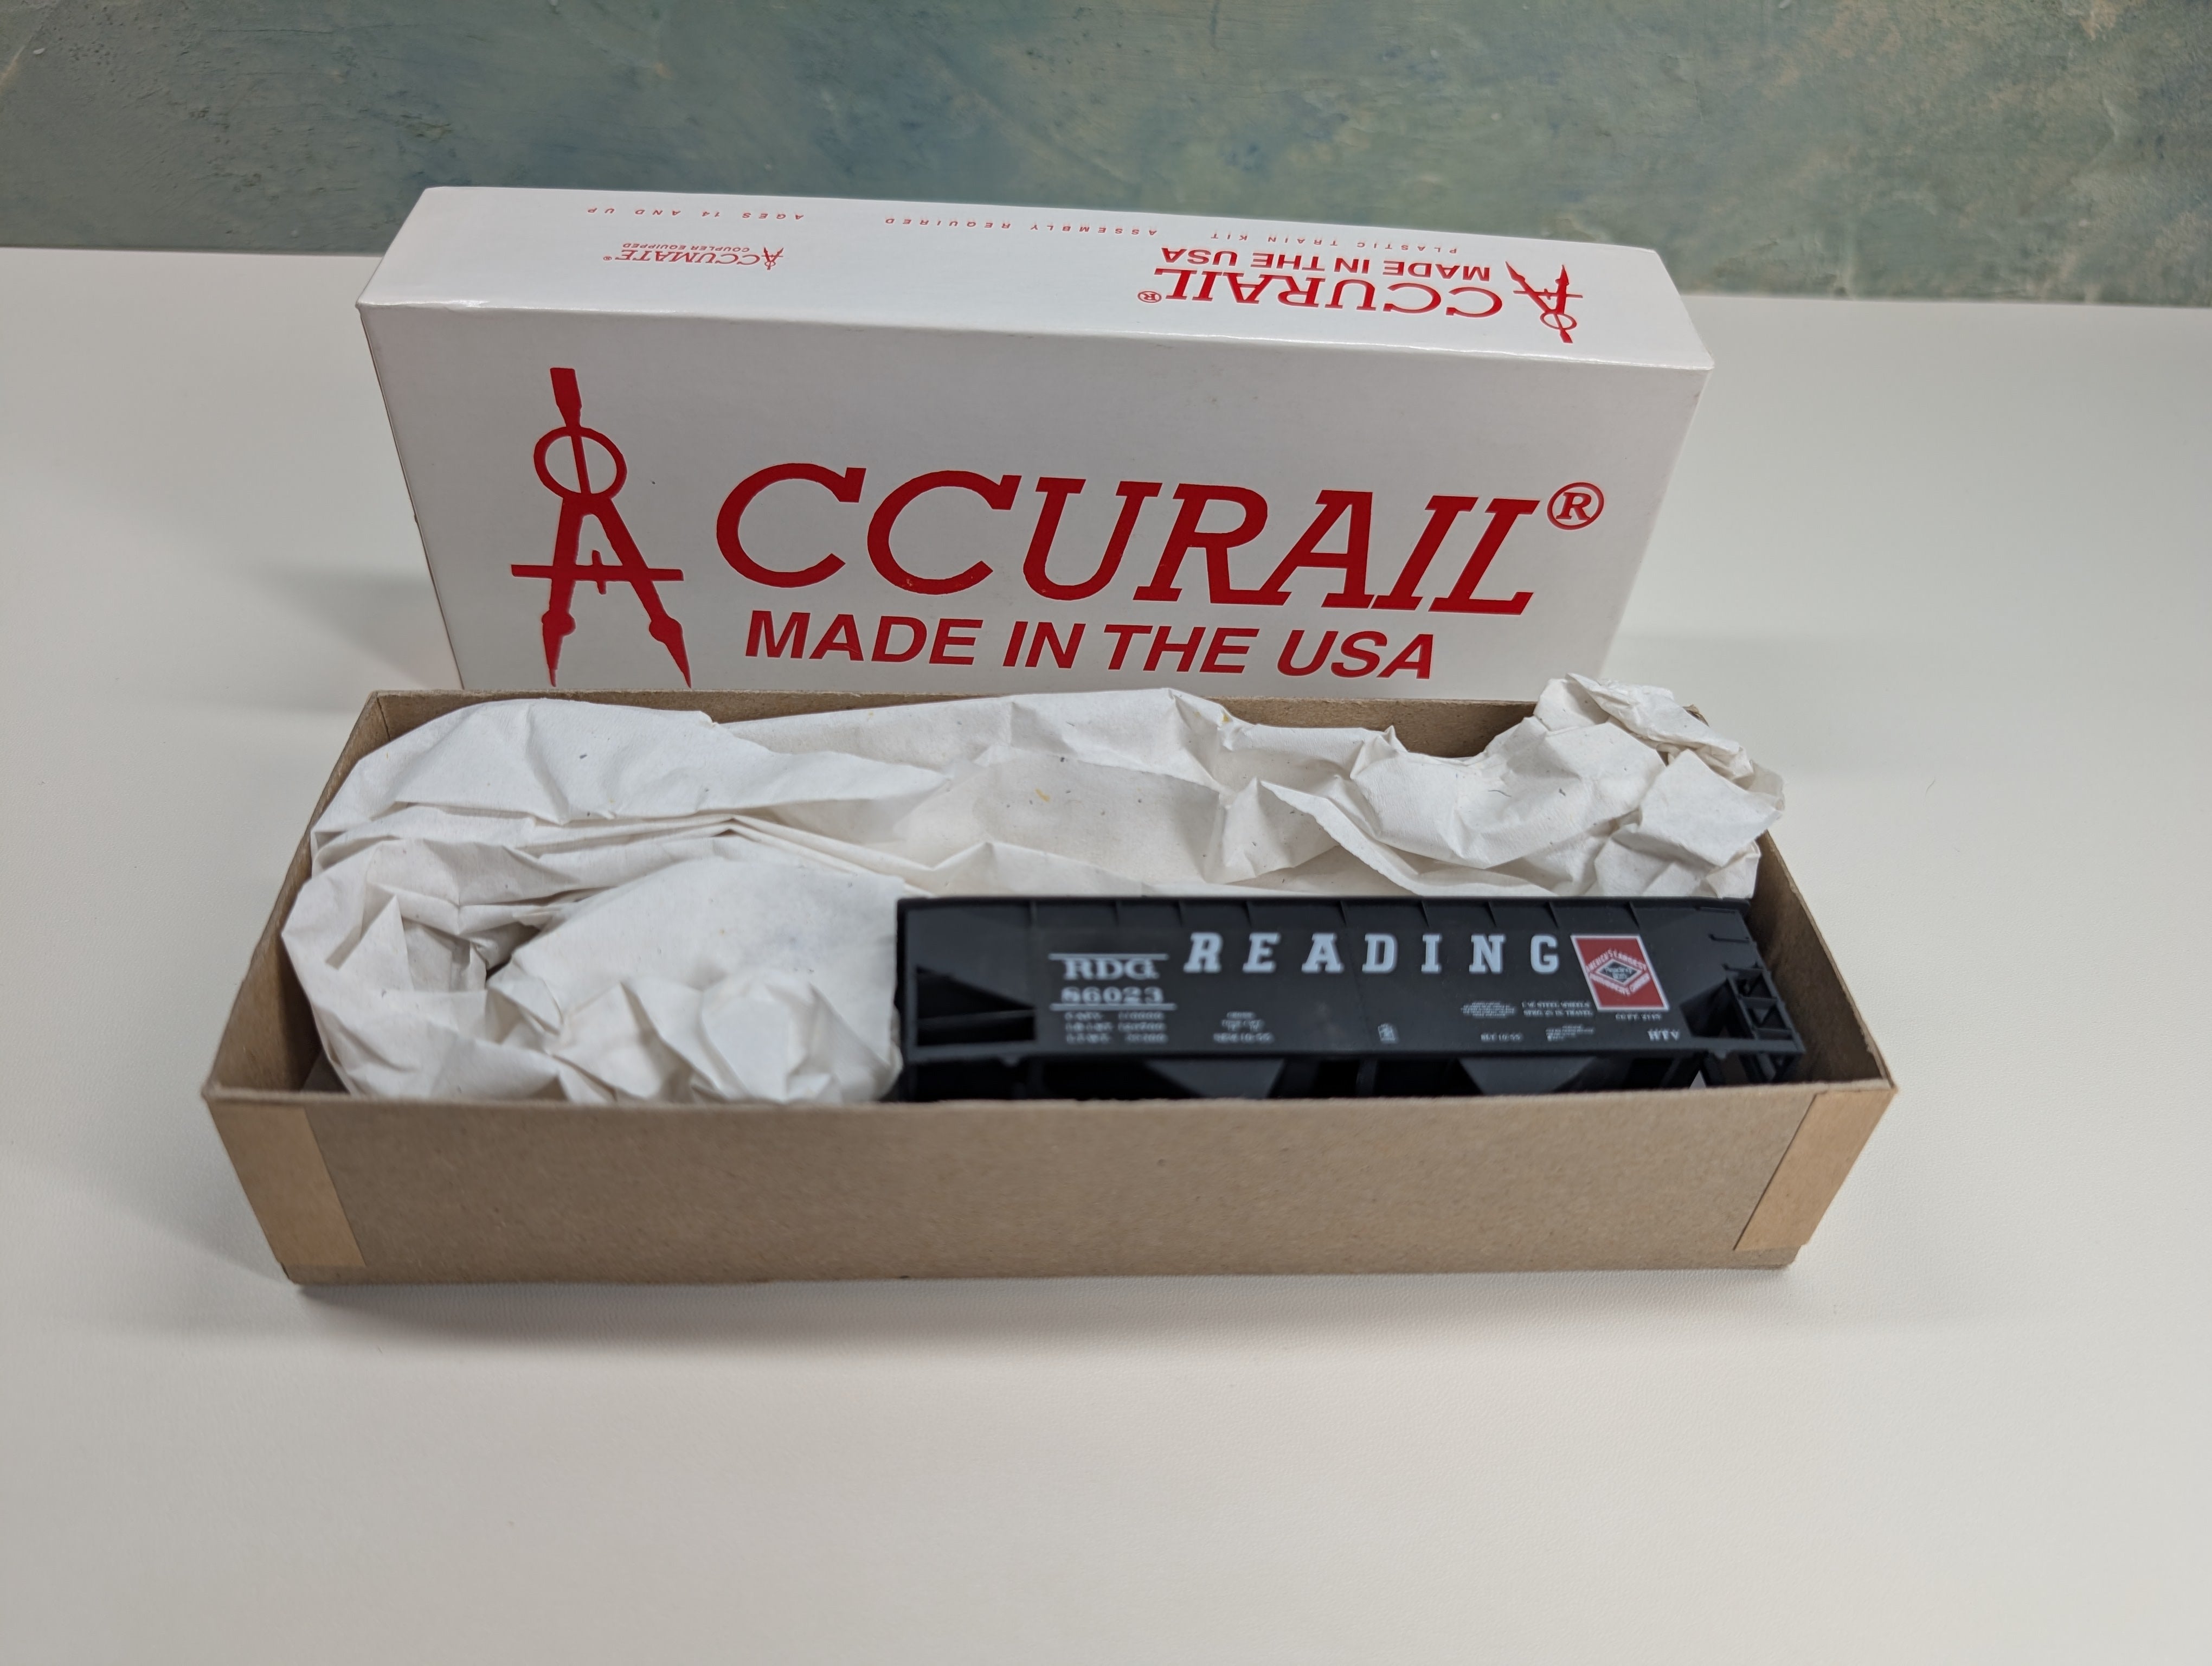 PLASTIC TRAIN KIT ASSEMBLY REQUIRED AGES 14 AND UP
ACCURAIL®
MADE IN THE USA
ACCUMATE®
COUPLER EQUIPPED
ACCURAIL®
MADE IN THE USA
READING
RDG
86023